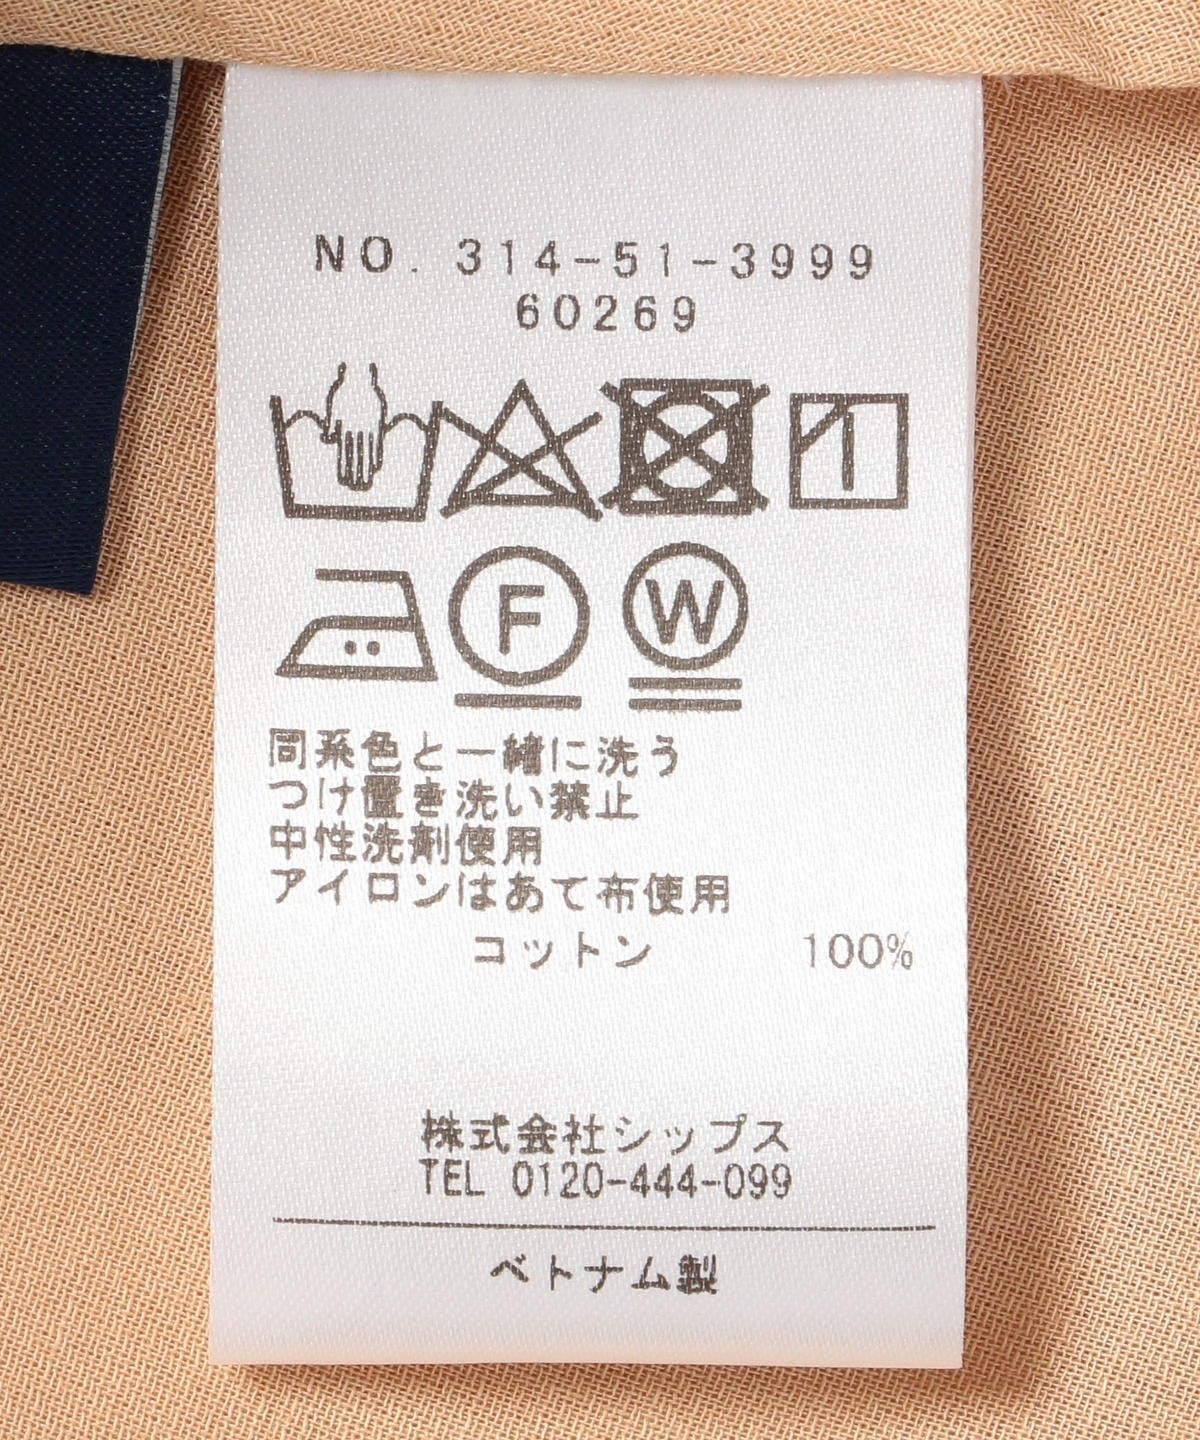 NO. 314-51-3999
60269
F
W
同系色と一緒に洗う
つけ置き洗い禁止
中性洗剤使用
アイロンはあて布使用
コットン 100%
株式会社シップス
TEL 0120-444-099
ベトナム製